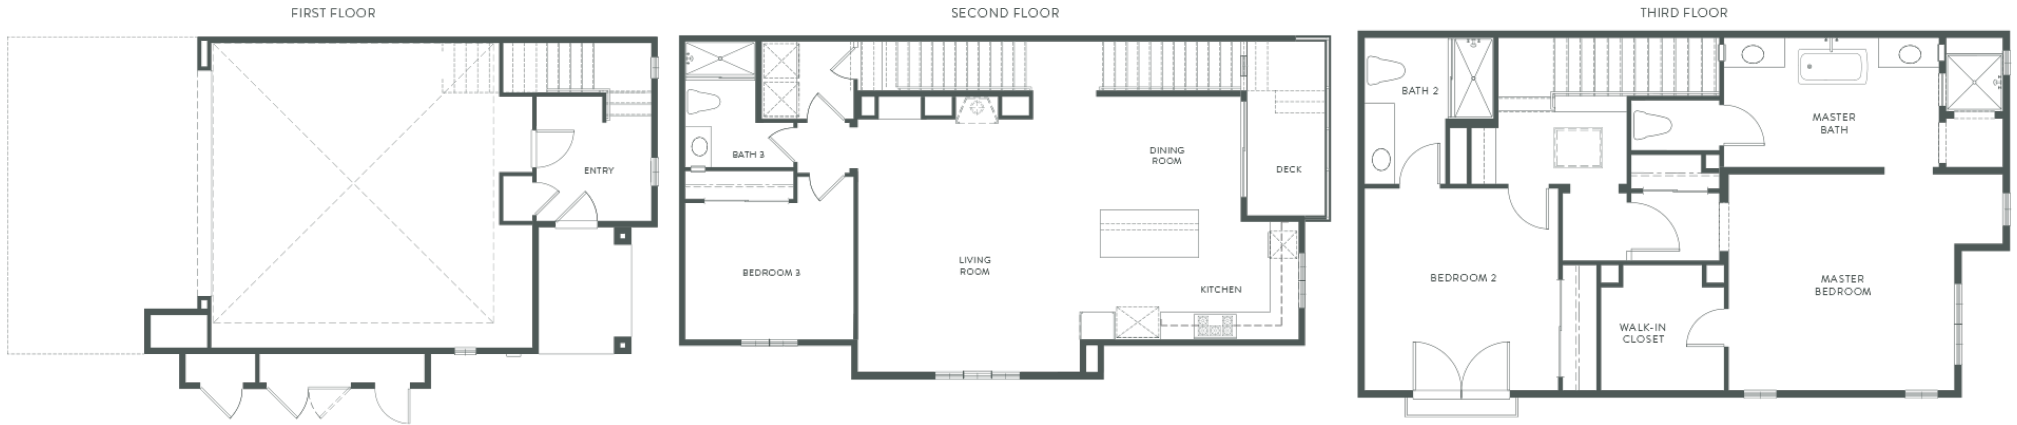 FIRST FLOOR
SECOND FLOOR
THIRD FLOOR
ENTRY
BATH 3
BEDROOM 3
LIVING
ROOM
DINING
ROOM
DECK
KITCHEN
BATH 2
BEDROOM 2
MASTER
BATH
MASTER
BEDROOM
WALK-IN
CLOSET